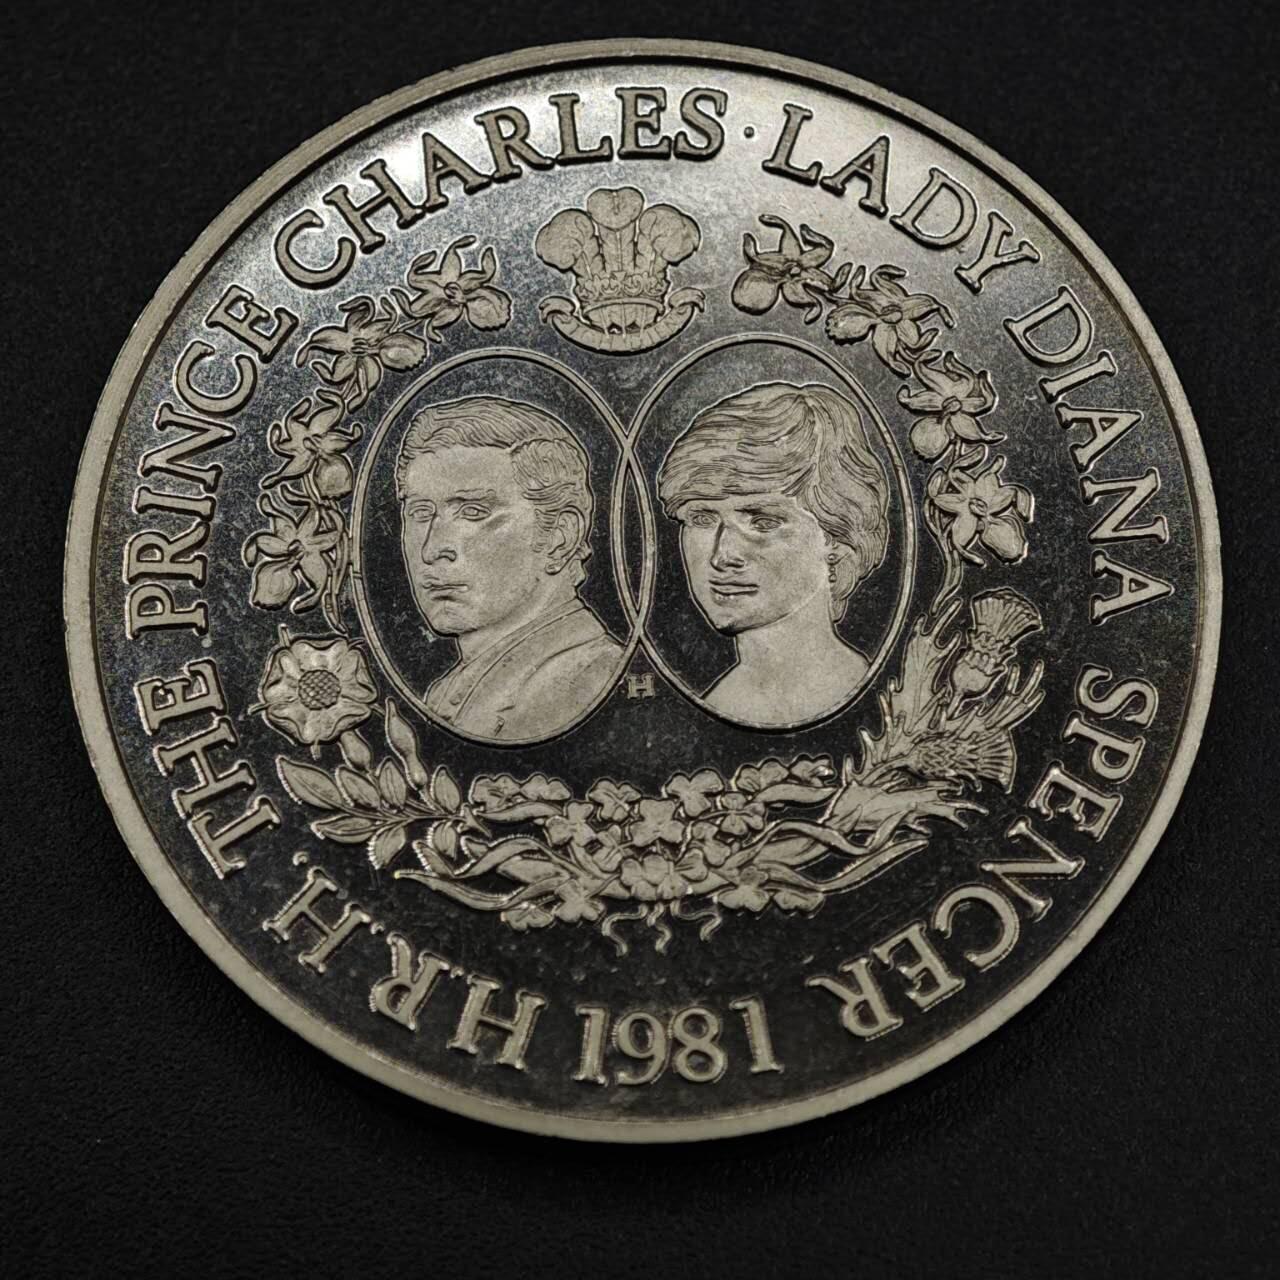 H.R.H. THE PRINCE CHARLES · LADY DIANA SPENCER
H
1981